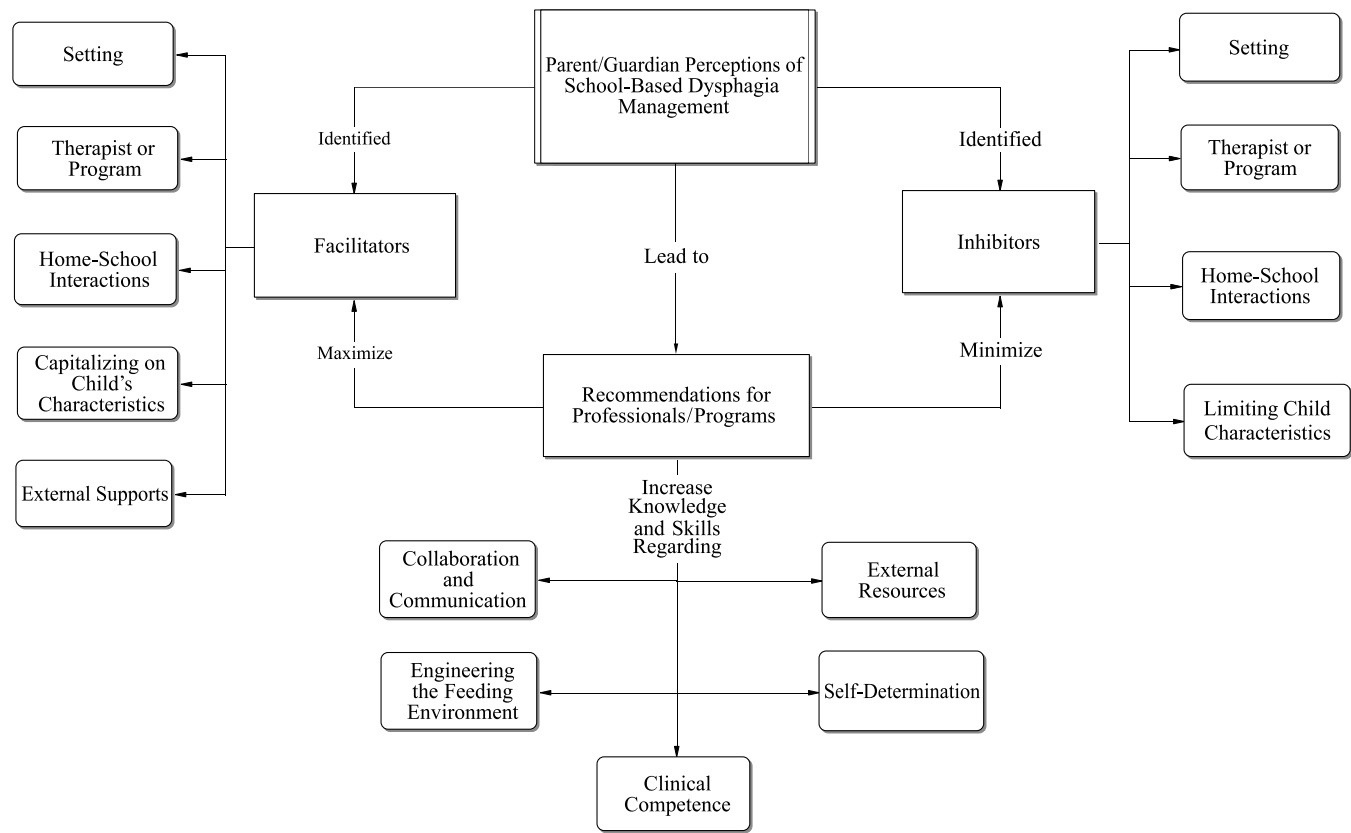 Parent/Guardian Perceptions of
School-Based Dysphagia
Management
Setting
Therapist or
Program
Home-School
Interactions
Capitalizing on
Child's
Characteristics
External Supports
Identified
Facilitators
Maximize
Lead to
Identified
Inhibitors
Minimize
Setting
Therapist or
Program
Home-School
Interactions
Limiting Child
Characteristics
Recommendations for
Professionals/Programs
Increase
Knowledge
and Skills
Regarding
Collaboration
and
Communication
External
Resources
Engineering
the Feeding
Environment
Self-Determination
Clinical
Competence